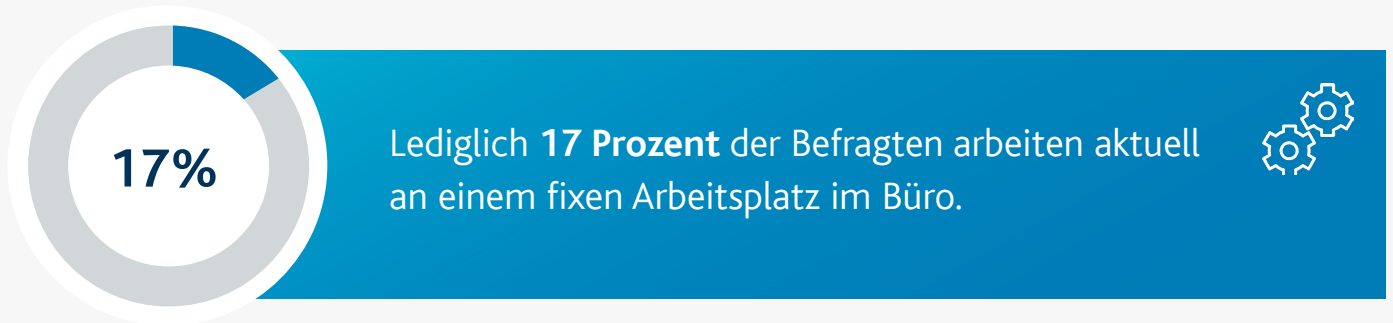 17%
Lediglich 17 Prozent der Befragten arbeiten aktuell
an einem fixen Arbeitsplatz im Büro.